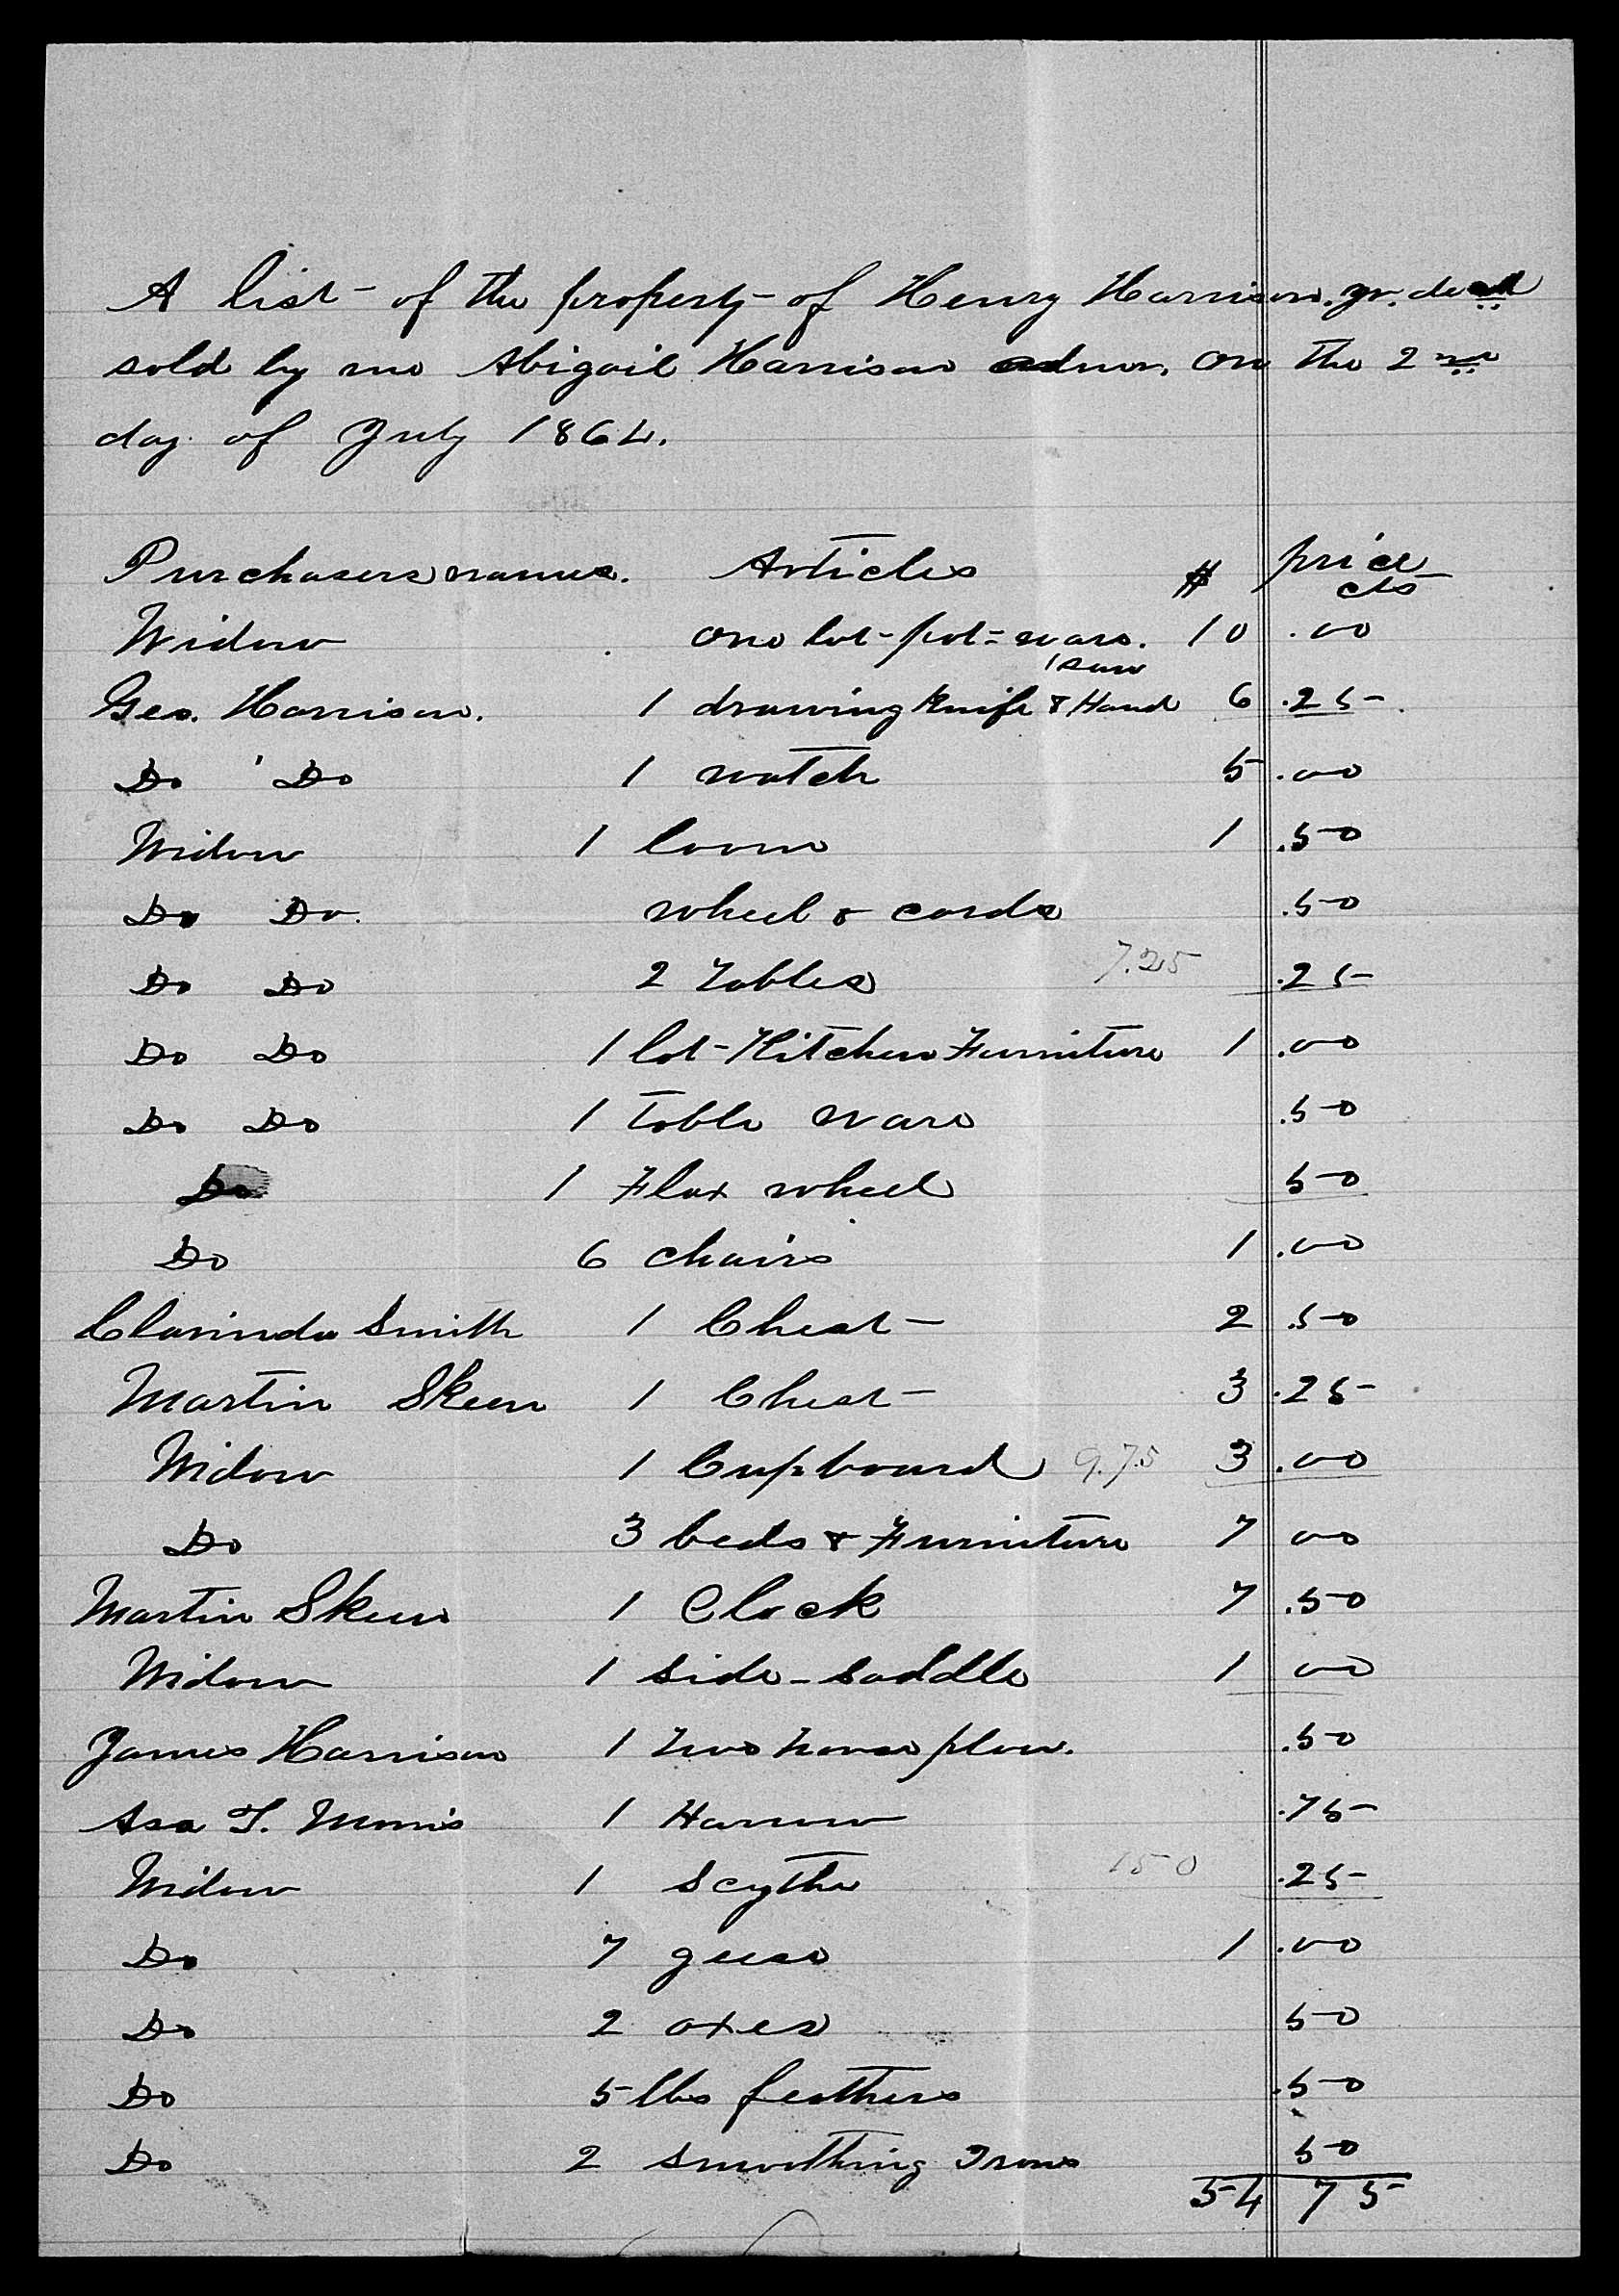 A list of the property of Henry Harrison. jr. decd
sold by me Abigail Harrison admr. on the 2nd
day of July 1864.
Purchasers names. Articles $ price cts
Widow one lot pot=ware. 10 .00
1 saw
Geo. Harrison. 1 drawing knife & Hand 6 .25
Do Do 1 watch 5 .00
Widow 1 loom 1 .50
Do Do. wheel & cards .50
Do Do 2 Tables 7.25 .25
Do Do 1 lot Kitchen Furniture 1 .00
Do Do 1 Table ware .50
Do 1 Flax wheel 50
Do 6 chairs 1 .00
Clarinda Smith 1 Chest 2 .50
Martin Skeen 1 Chest 3 .25
Widow 1 Cupboard 9.75 3 .00
Do 3 beds & Furniture 7 00
Martin Skeen 1 Clock 7 .50
Widow 1 side-saddle 1 00
James Harrison 1 two horse plow. .50
Asa T. Morris 1 Harrow .75
Widow 1 Scythe 150 .25
Do 7 geese 1 .00
Do 2 axes 50
Do 5 lbs feathers .50
Do 2 smoothing Irons 50
54 75